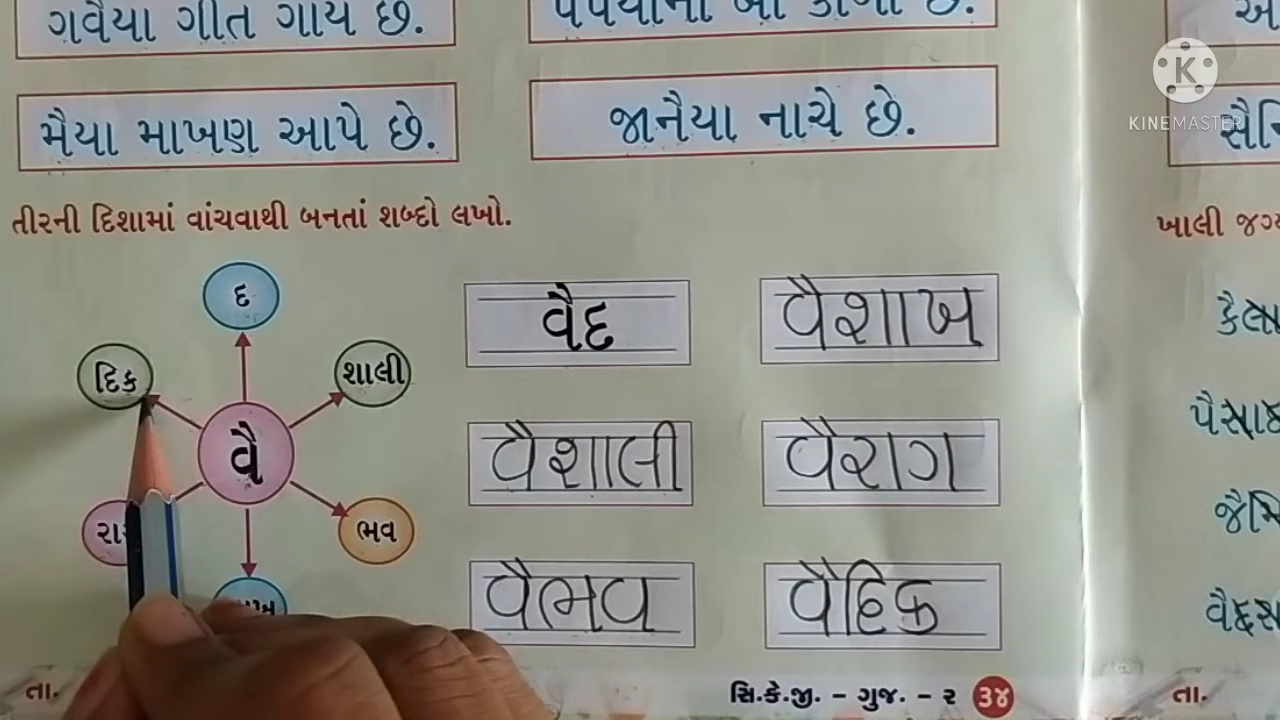 ગવૈયા ગીત ગાય છે.
મૈયા માખણ આપે છે.
જાનૈયા નાચે છે.
તીરની દિશામાં વાંચવાથી બનતાં શબ્દો લખો.
દ
દિક
શાલી
વૈ
ભવ
વૈદ
વૈશાખ
વૈશાલી
વૈરાગ
વૈભવ
વૈદિક
તા.
સિ.કે.જી. - ગુજ. - ૨ ૩૪
ખાલી
તા.
K
KINEMASTER